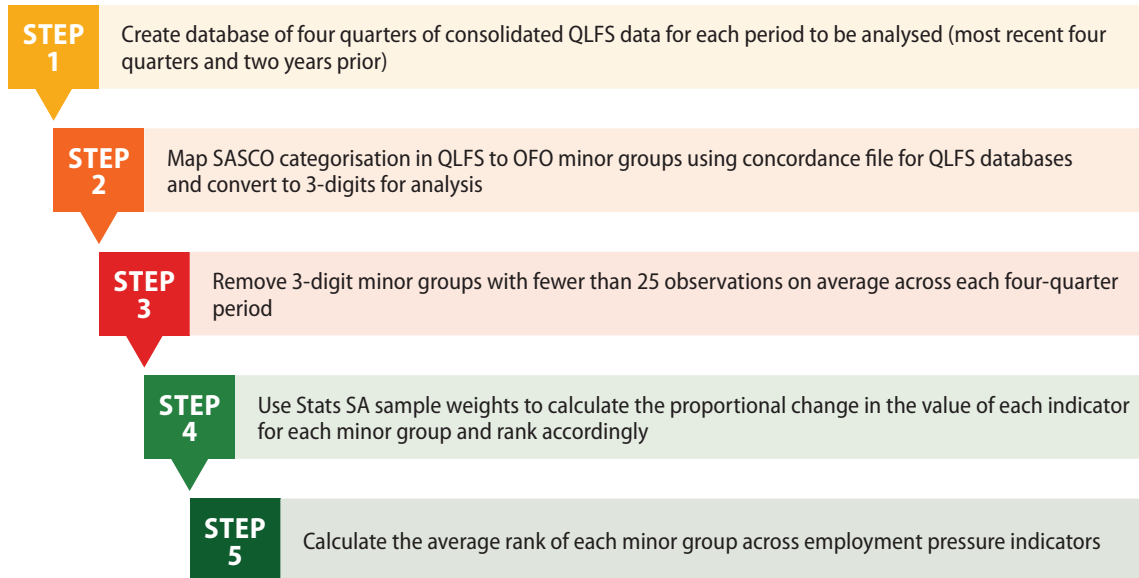 STEP
1
Create database of four quarters of consolidated QLFS data for each period to be analysed (most recent four
quarters and two years prior)
STEP
2
Map SASCO categorisation in QLFS to OFO minor groups using concordance file for QLFS databases
and convert to 3-digits for analysis
STEP
3
Remove 3-digit minor groups with fewer than 25 observations on average across each four-quarter
period
STEP
4
Use Stats SA sample weights to calculate the proportional change in the value of each indicator
for each minor group and rank accordingly
STEP
5
Calculate the average rank of each minor group across employment pressure indicators